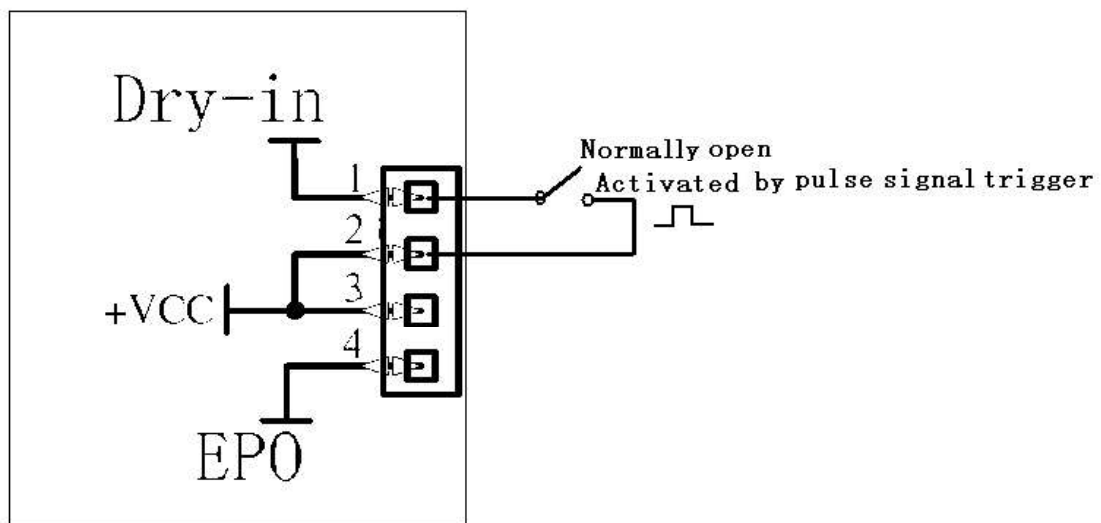 Dry-in
1
2
3
4
+VCC
EPO
Normally open
Activated by pulse signal trigger